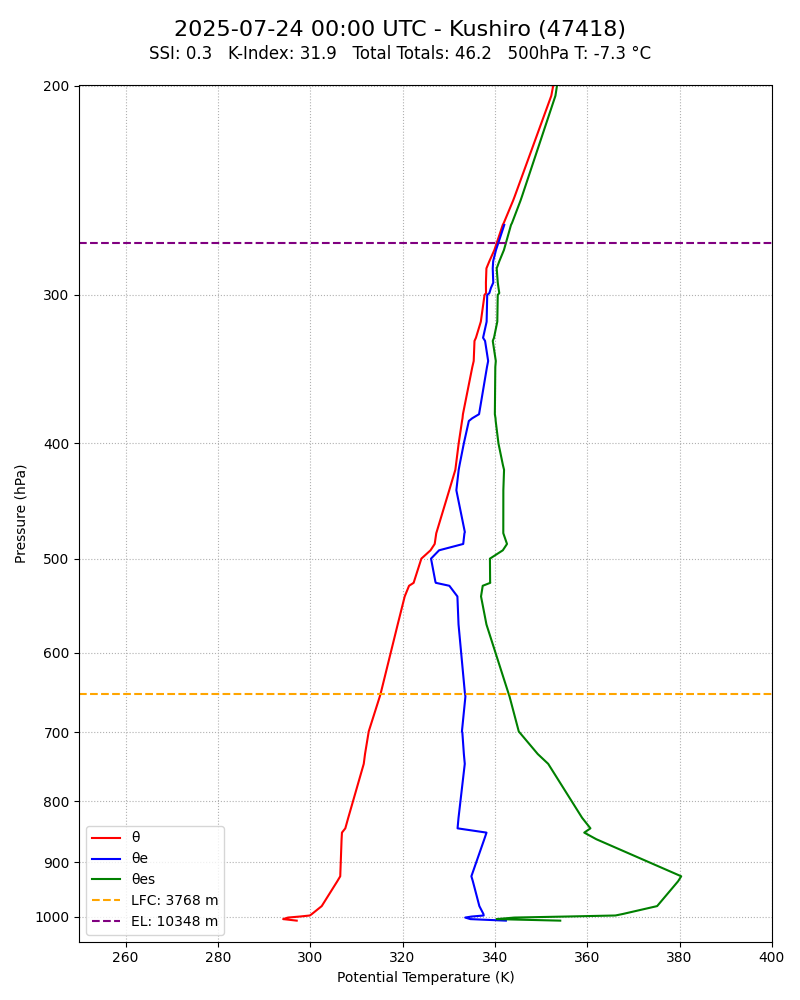 2025-07-24 00:00 UTC - Kushiro (47418)
SSI: 0.3 K-Index: 31.9 Total Totals: 46.2 500hPa T: -7.3 °C
200
300
400
500
600
700
800
900
1000
Pressure (hPa)
θ
θe
θes
LFC: 3768 m
EL: 10348 m
260 280 300 320 340 360 380 400
Potential Temperature (K)